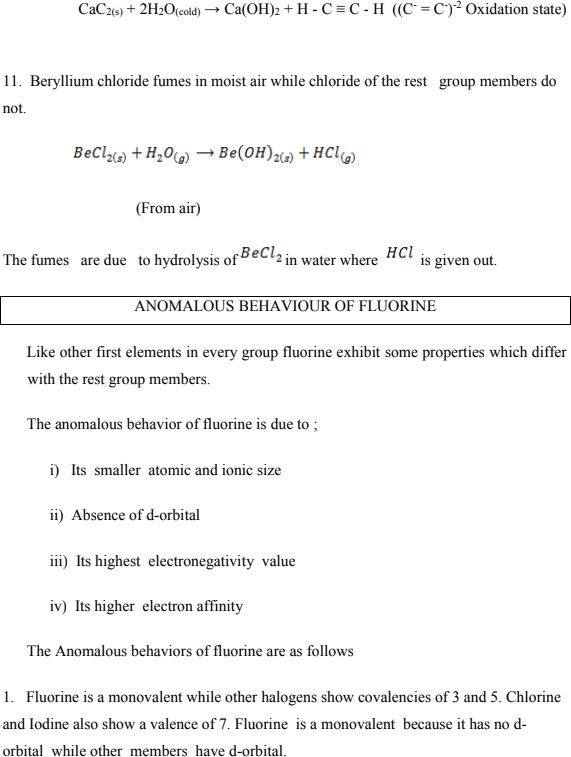 CaC₂₍ₛ₎ + 2H₂O₍cold₎ → Ca(OH)₂ + H - C ≡ C - H ((C⁻ = C⁻)⁻² Oxidation state)
11. Beryllium chloride fumes in moist air while chloride of the rest group members do
not.
BeCl₂₍ₛ₎ + H₂O₍g₎ → Be(OH)₂₍ₛ₎ + HCl₍g₎
(From air)
The fumes are due to hydrolysis of BeCl₂ in water where HCl is given out.
ANOMALOUS BEHAVIOUR OF FLUORINE
Like other first elements in every group fluorine exhibit some properties which differ
with the rest group members.
The anomalous behavior of fluorine is due to ;
i) Its smaller atomic and ionic size
ii) Absence of d-orbital
iii) Its highest electronegativity value
iv) Its higher electron affinity
The Anomalous behaviors of fluorine are as follows
1. Fluorine is a monovalent while other halogens show covalencies of 3 and 5. Chlorine
and Iodine also show a valence of 7. Fluorine is a monovalent because it has no d-
orbital while other members have d-orbital.